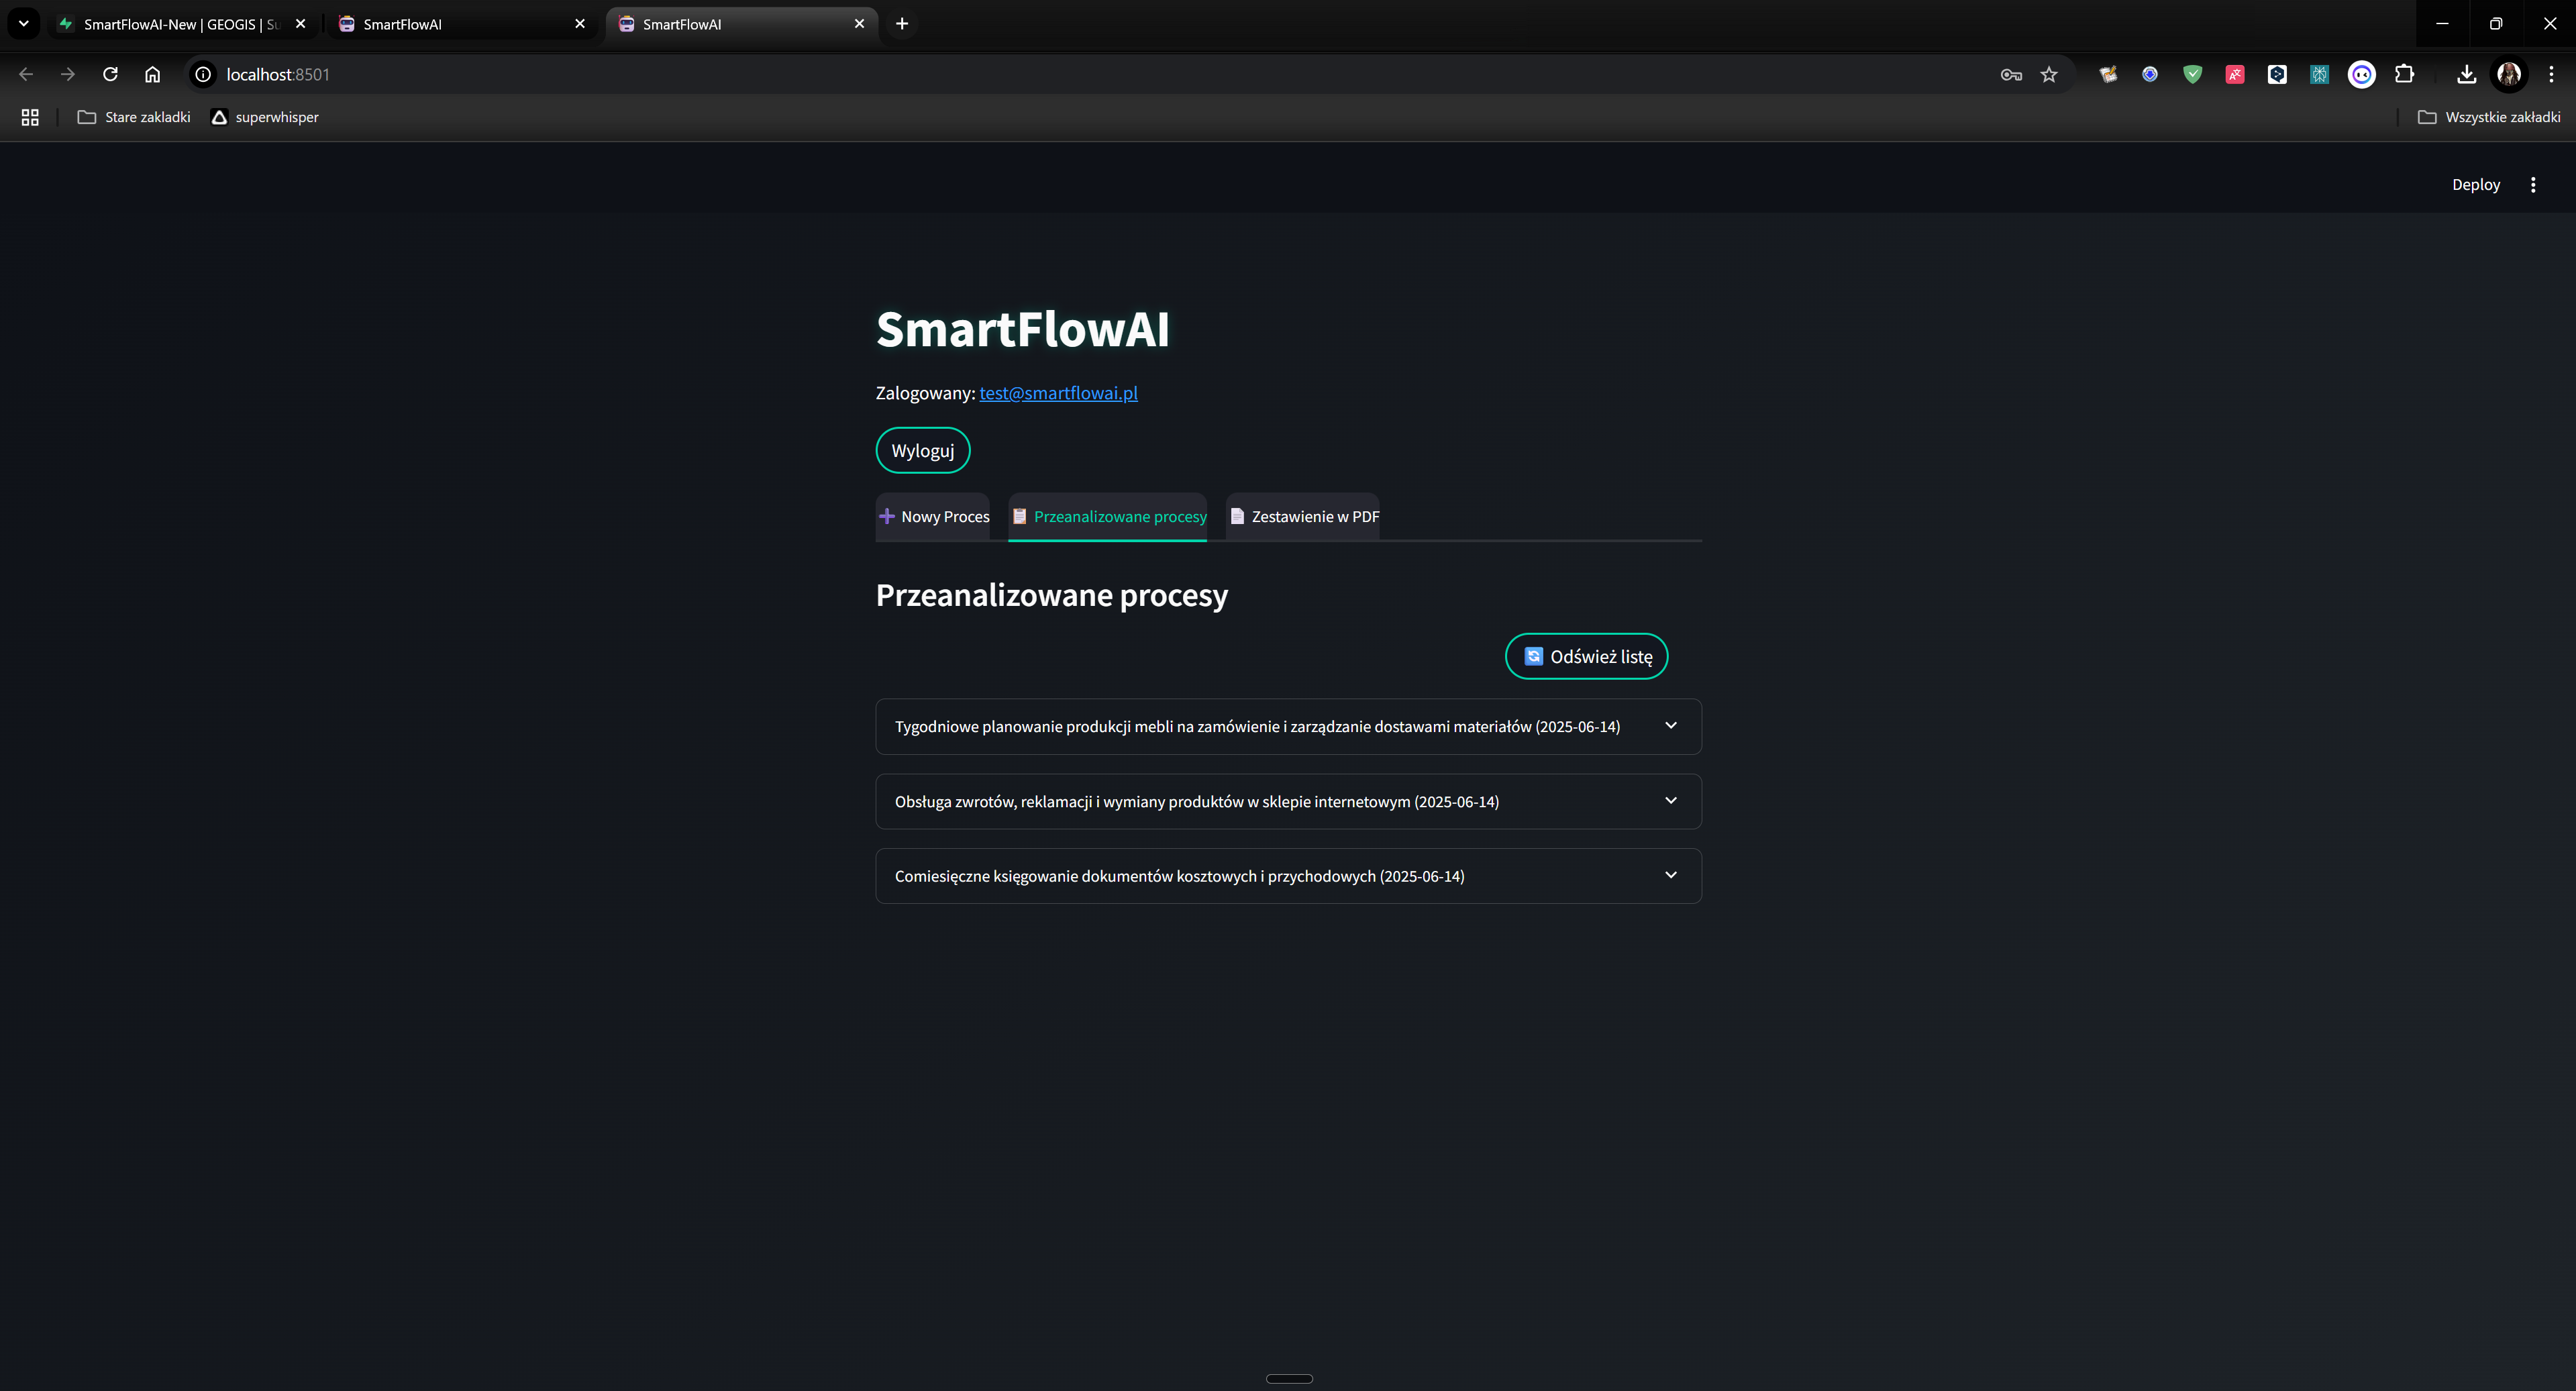 SmartFlowAI-New | GEOGIS | Su
SmartFlowAI
SmartFlowAI
localhost:8501
Stare zakladki
superwhisper
Wszystkie zakładki
Deploy
SmartFlowAI
Zalogowany: test@smartflowai.pl
Wyloguj
Nowy Proces
Przeanalizowane procesy
Zestawienie w PDF
Przeanalizowane procesy
Odśwież listę
Tygodniowe planowanie produkcji mebli na zamówienie i zarządzanie dostawami materiałów (2025-06-14)
Obsługa zwrotów, reklamacji i wymiany produktów w sklepie internetowym (2025-06-14)
Comiesięczne księgowanie dokumentów kosztowych i przychodowych (2025-06-14)